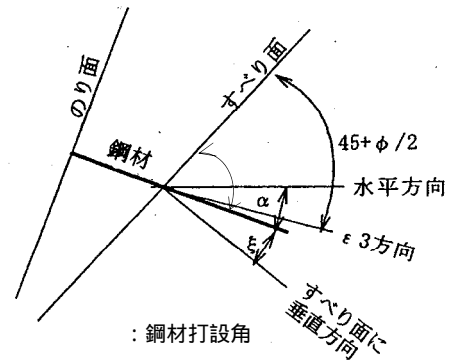 のり面
すべり面
鋼材
45+φ/2
水平方向
α
ε3方向
ξ
すべり面に
垂直方向
：鋼材打設角